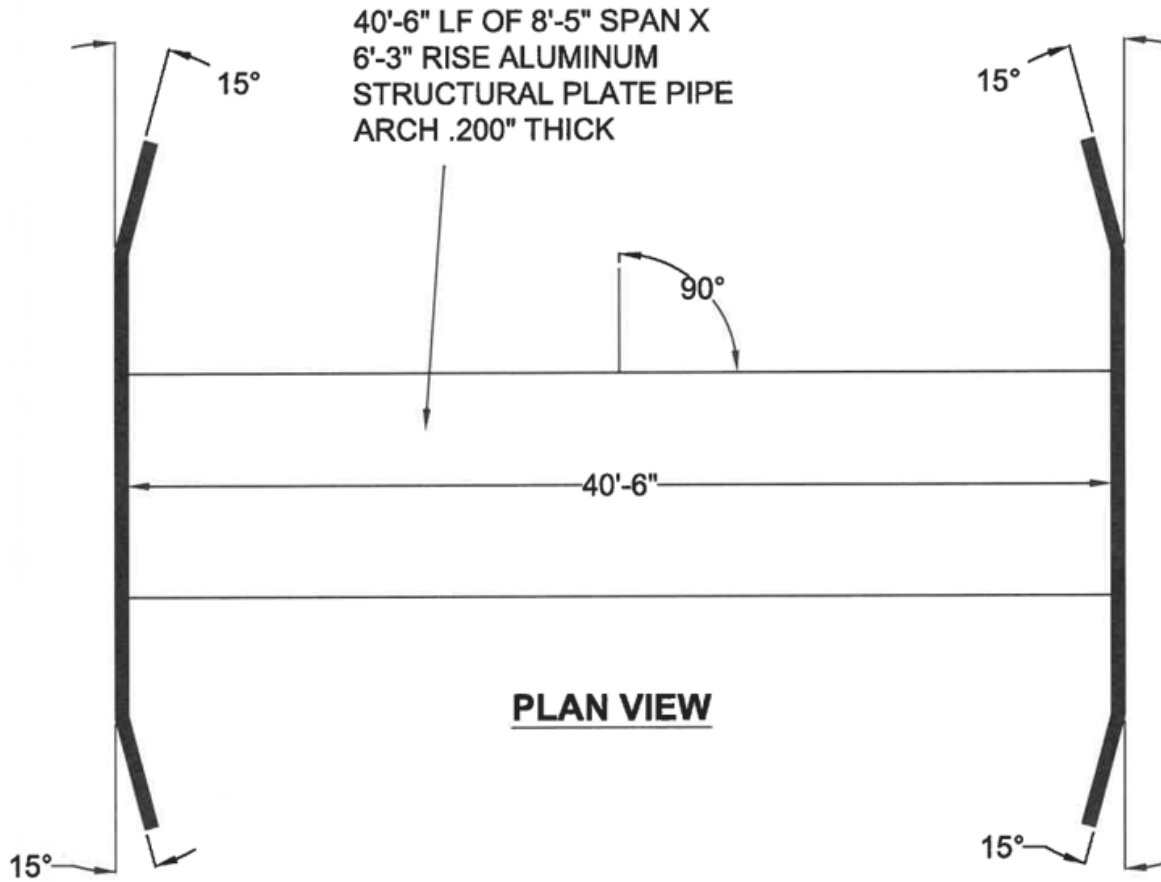 40'-6" LF OF 8'-5" SPAN X
6'-3" RISE ALUMINUM
STRUCTURAL PLATE PIPE
ARCH .200" THICK
15°
15°
90°
40'-6"
PLAN VIEW
15°
15°